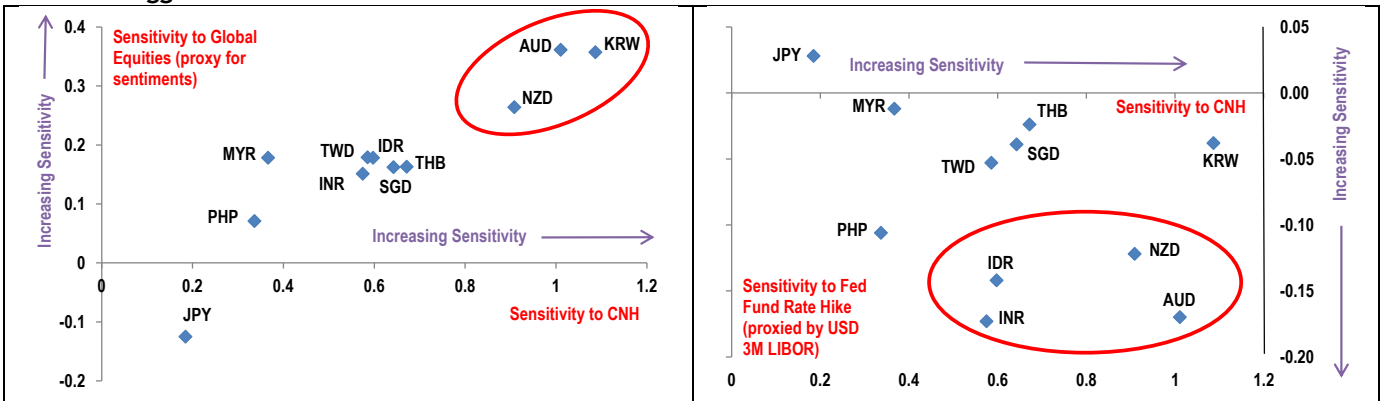 0.4
0.3
0.2
0.1
0
-0.1
-0.2
0
0.2
0.4
0.6
0.8
1
1.2
Increasing Sensitivity
Sensitivity to Global
Equities (proxy for
sentiments)
AUD
KRW
NZD
MYR
TWD
IDR
INR
SGD
THB
PHP
Increasing Sensitivity
JPY
Sensitivity to CNH
JPY
Increasing Sensitivity
MYR
THB
Sensitivity to CNH
TWD
SGD
KRW
PHP
IDR
NZD
INR
AUD
Sensitivity to Fed
Fund Rate Hike
(proxied by USD
3M LIBOR)
0.05
0.00
-0.05
-0.10
-0.15
-0.20
Increasing Sensitivity
0
0.2
0.4
0.6
0.8
1
1.2